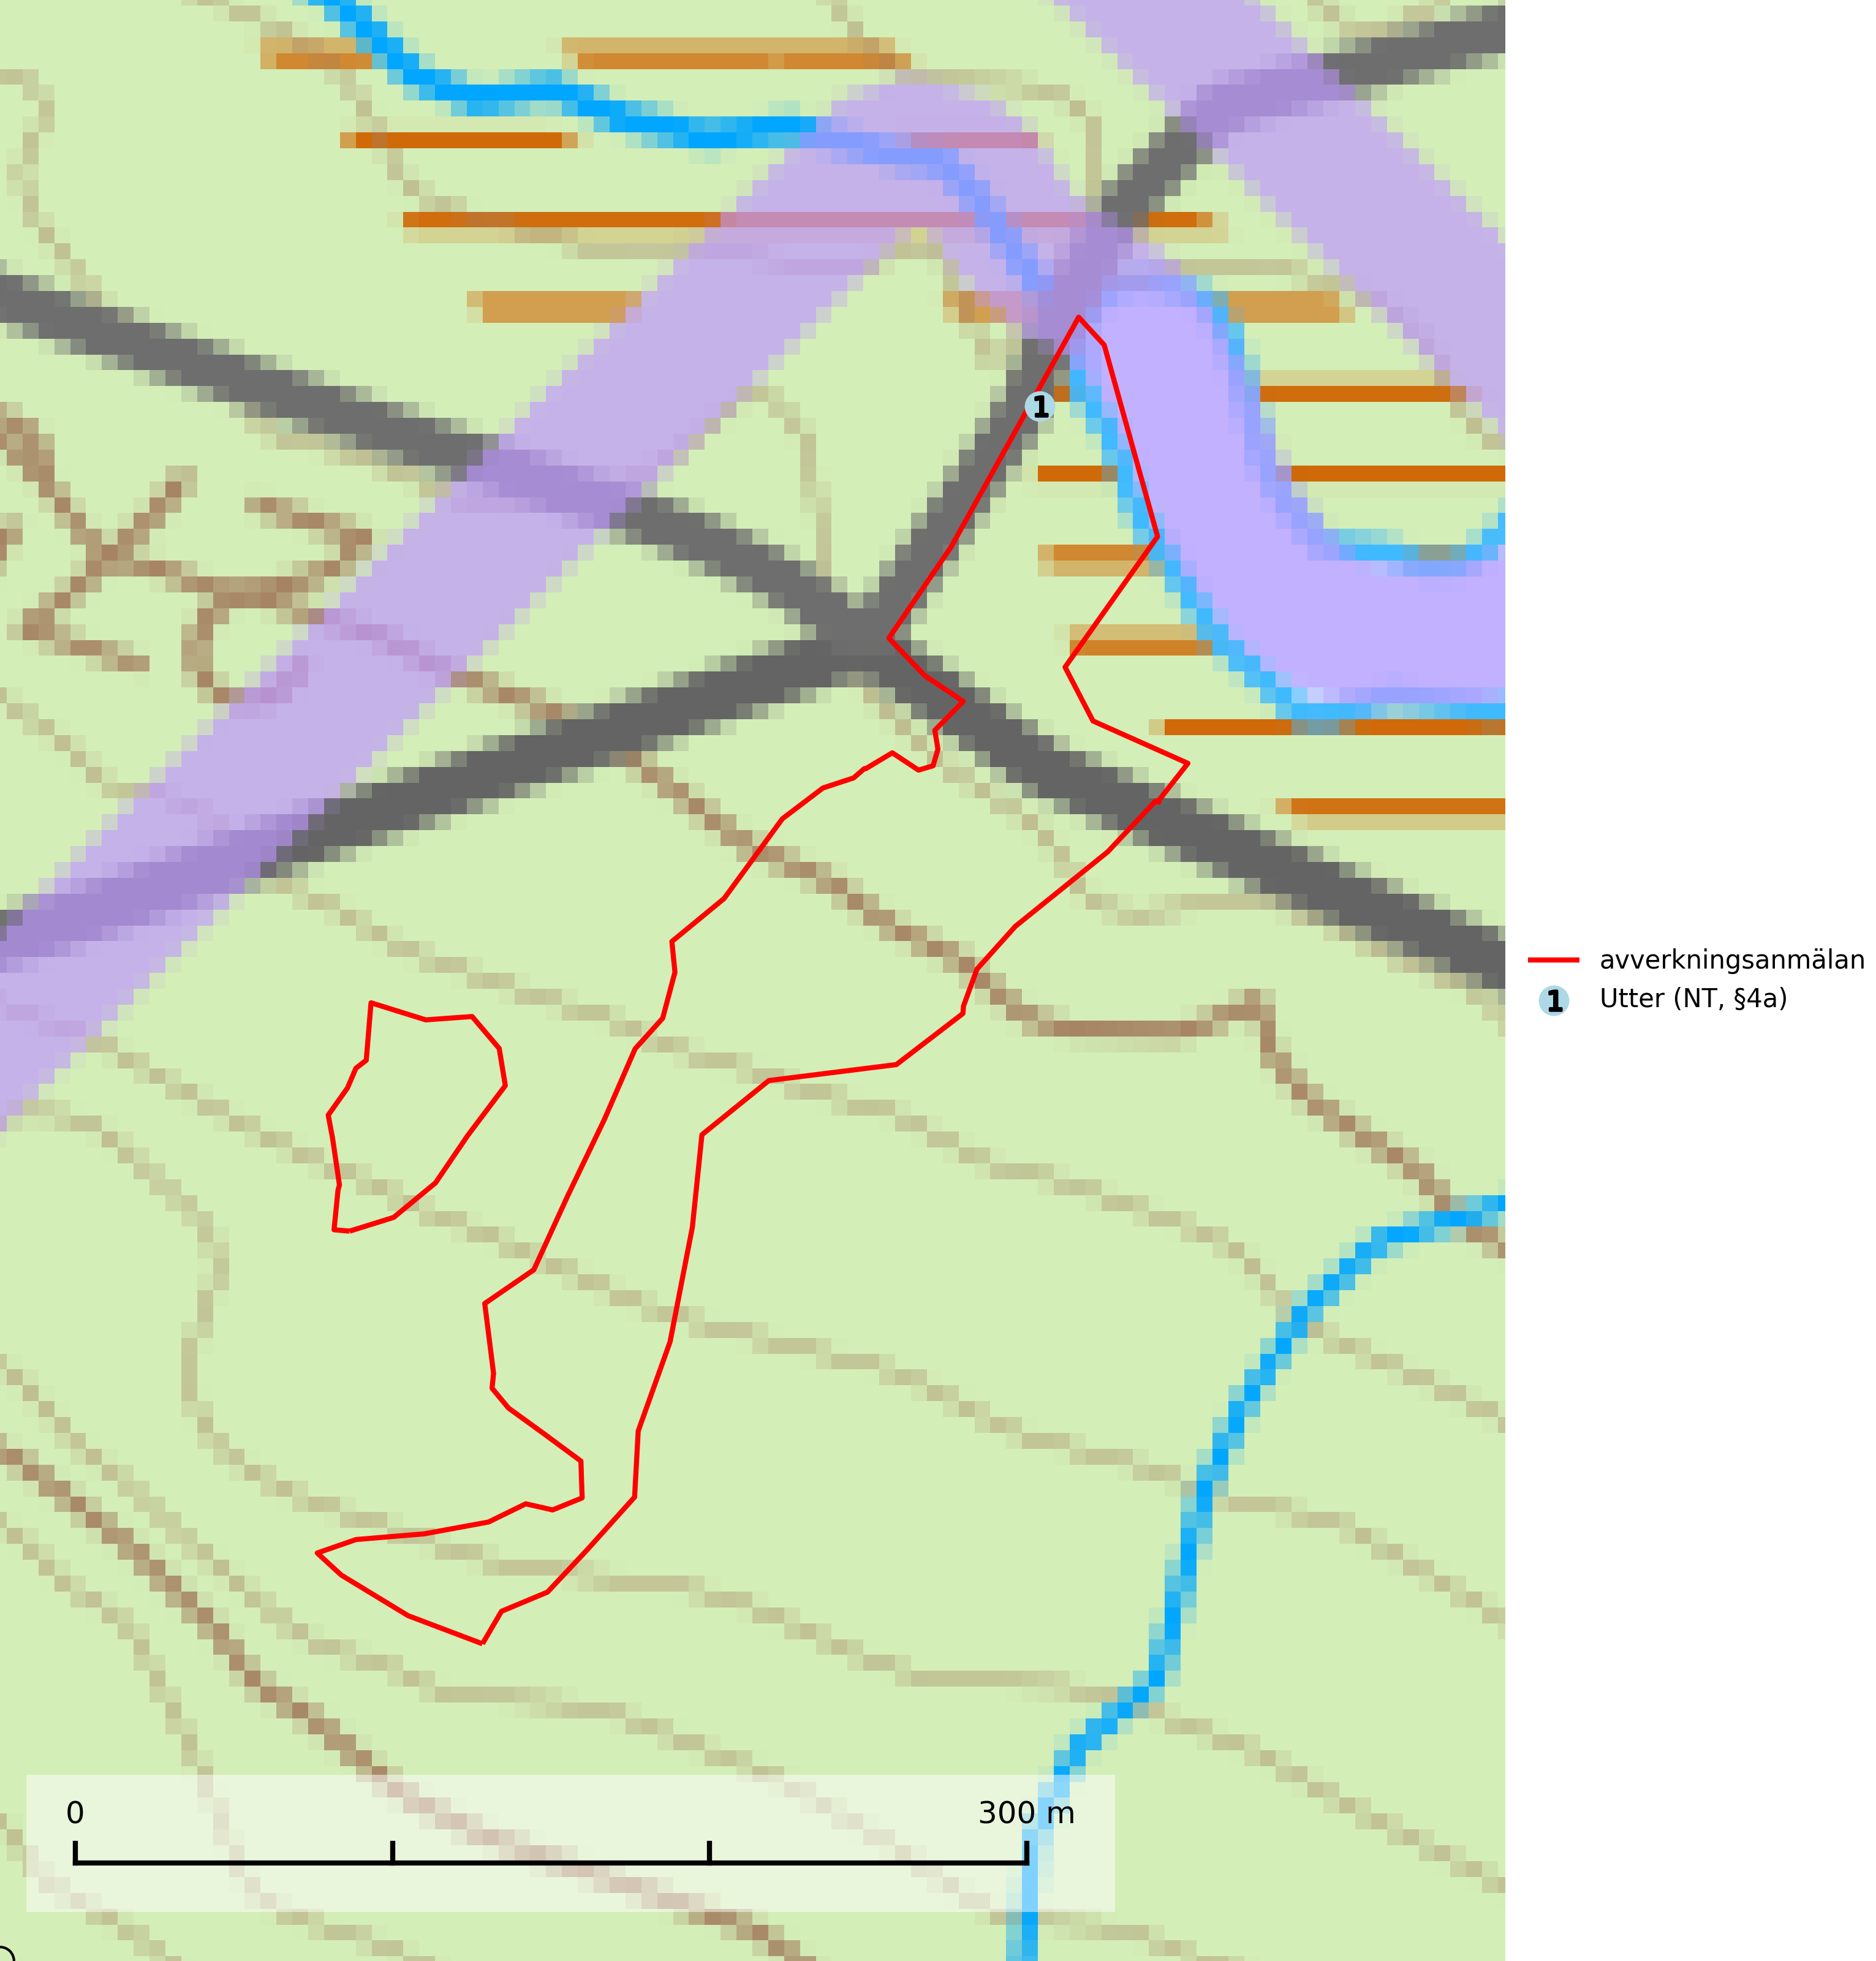 1
avverkningsanmälan
1 Utter (NT, §4a)
0 300 m